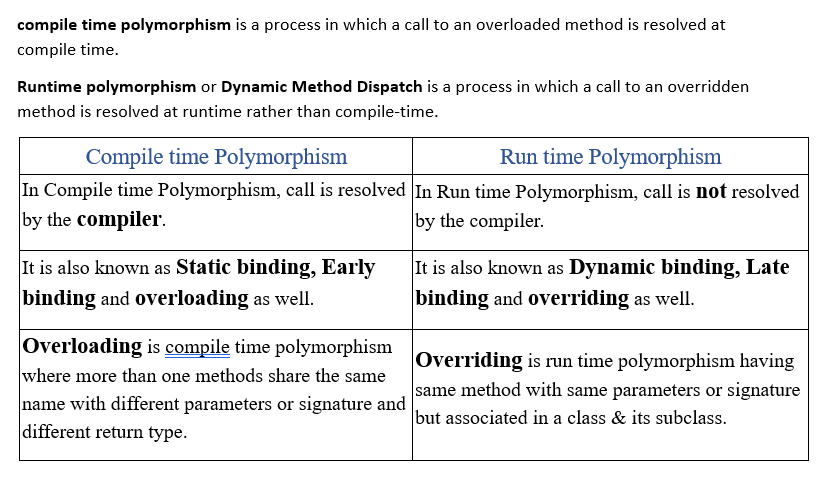 compile time polymorphism is a process in which a call to an overloaded method is resolved at
compile time.
Runtime polymorphism or Dynamic Method Dispatch is a process in which a call to an overridden
method is resolved at runtime rather than compile-time.
Compile time Polymorphism
Run time Polymorphism
In Compile time Polymorphism, call is resolved
by the compiler.
In Run time Polymorphism, call is not resolved
by the compiler.
It is also known as Static binding, Early
binding and overloading as well.
It is also known as Dynamic binding, Late
binding and overriding as well.
Overloading is compile time polymorphism
where more than one methods share the same
name with different parameters or signature and
different return type.
Overriding is run time polymorphism having
same method with same parameters or signature
but associated in a class & its subclass.